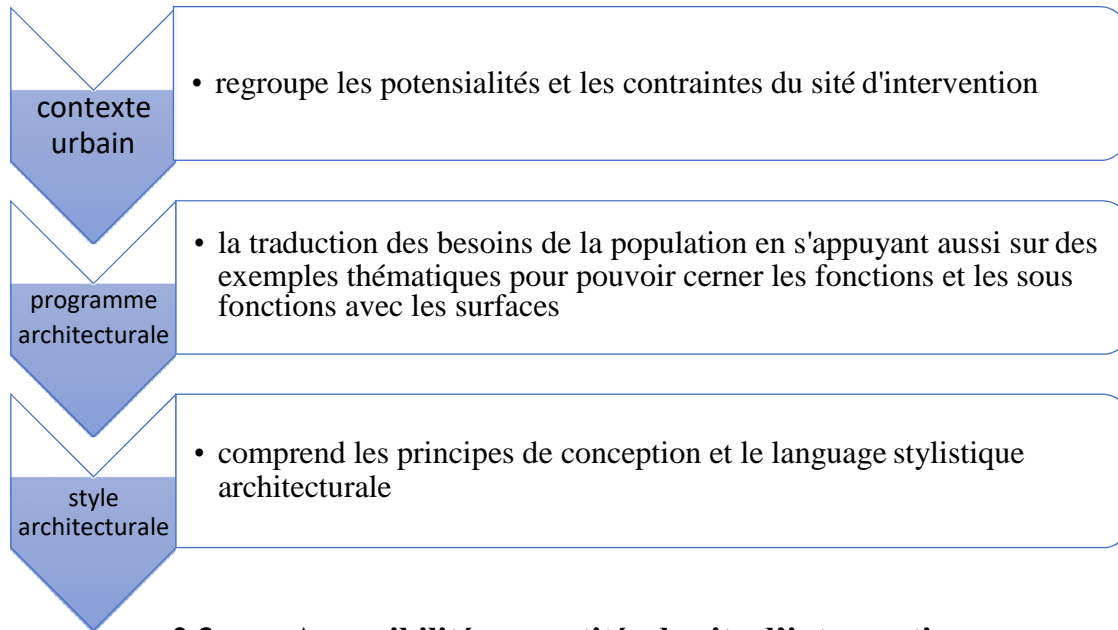 contexte
urbain
• regroupe les potensialités et les contraintes du sité d'intervention
programme
architecturale
• la traduction des besoins de la population en s'appuyant aussi sur des
exemples thématiques pour pouvoir cerner les fonctions et les sous
fonctions avec les surfaces
style
architecturale
• comprend les principes de conception et le language stylistique
architecturale